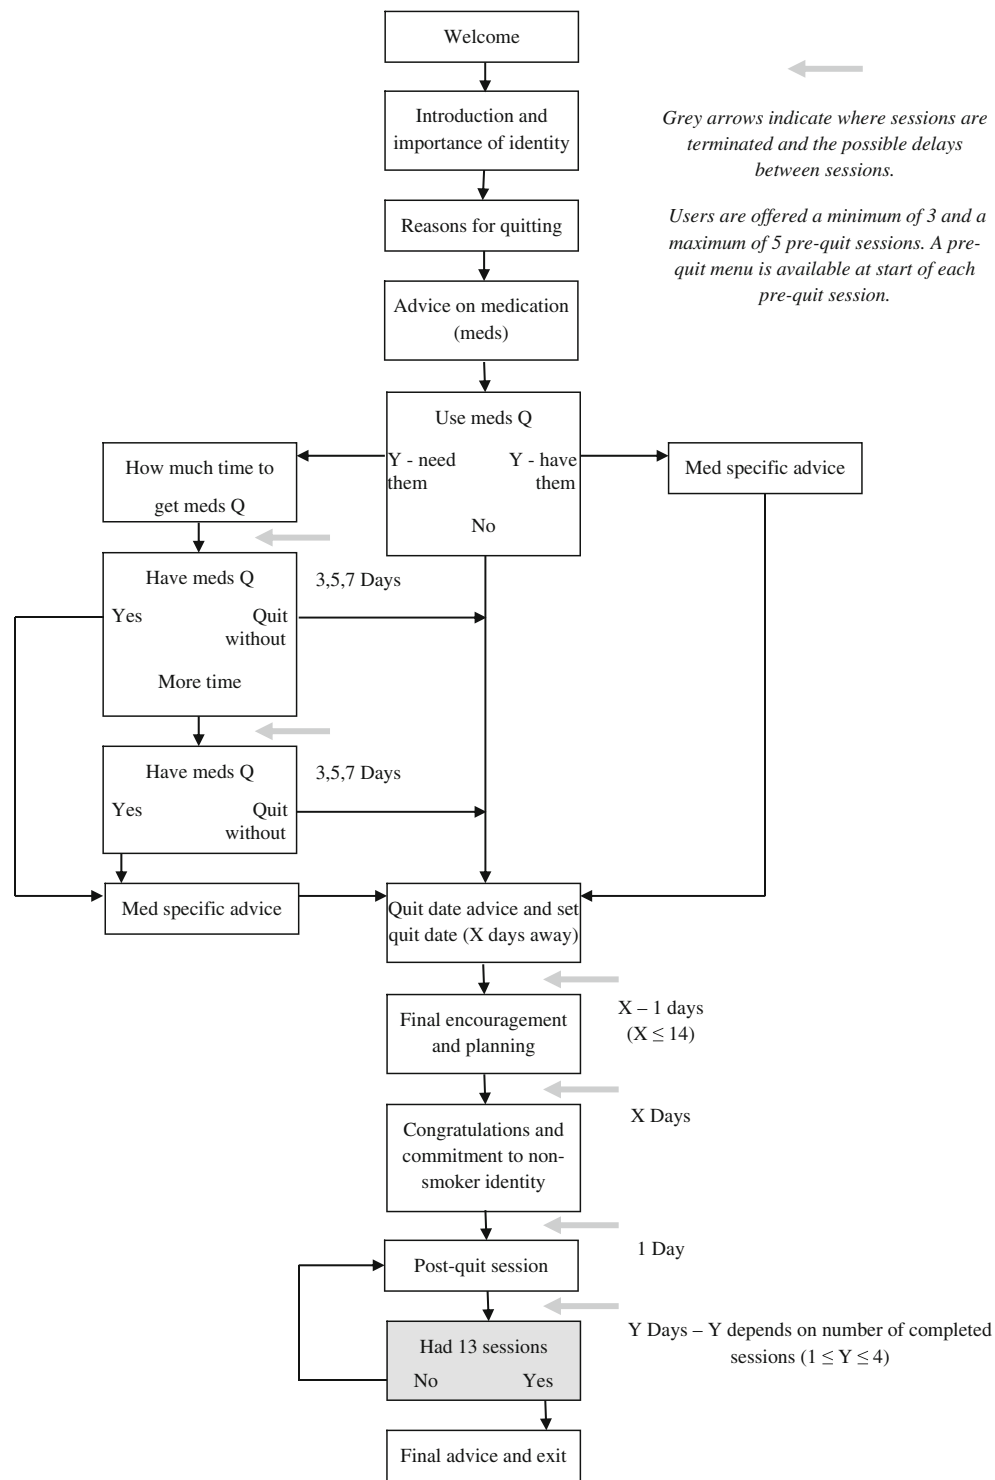 Welcome
Introduction and
importance of identity
Grey arrows indicate where sessions are
terminated and the possible delays
between sessions.
Users are offered a minimum of 3 and a
maximum of 5 pre-quit sessions. A pre-
quit menu is available at start of each
pre-quit session.
Reasons for quitting
Advice on medication
(meds)
Use meds Q
Y - need
them
Y - have
them
No
How much time to
get meds Q
Med specific advice
Have meds Q
3,5,7 Days
Yes
Quit
without
More time
Have meds Q
3,5,7 Days
Yes
Quit
without
Med specific advice
Quit date advice and set
quit date (X days away)
X – 1 days
(X ≤ 14)
Final encouragement
and planning
X Days
Congratulations and
commitment to non-
smoker identity
1 Day
Post-quit session
Y Days – Y depends on number of completed
sessions (1 ≤ Y ≤ 4)
Had 13 sessions
No Yes
Final advice and exit